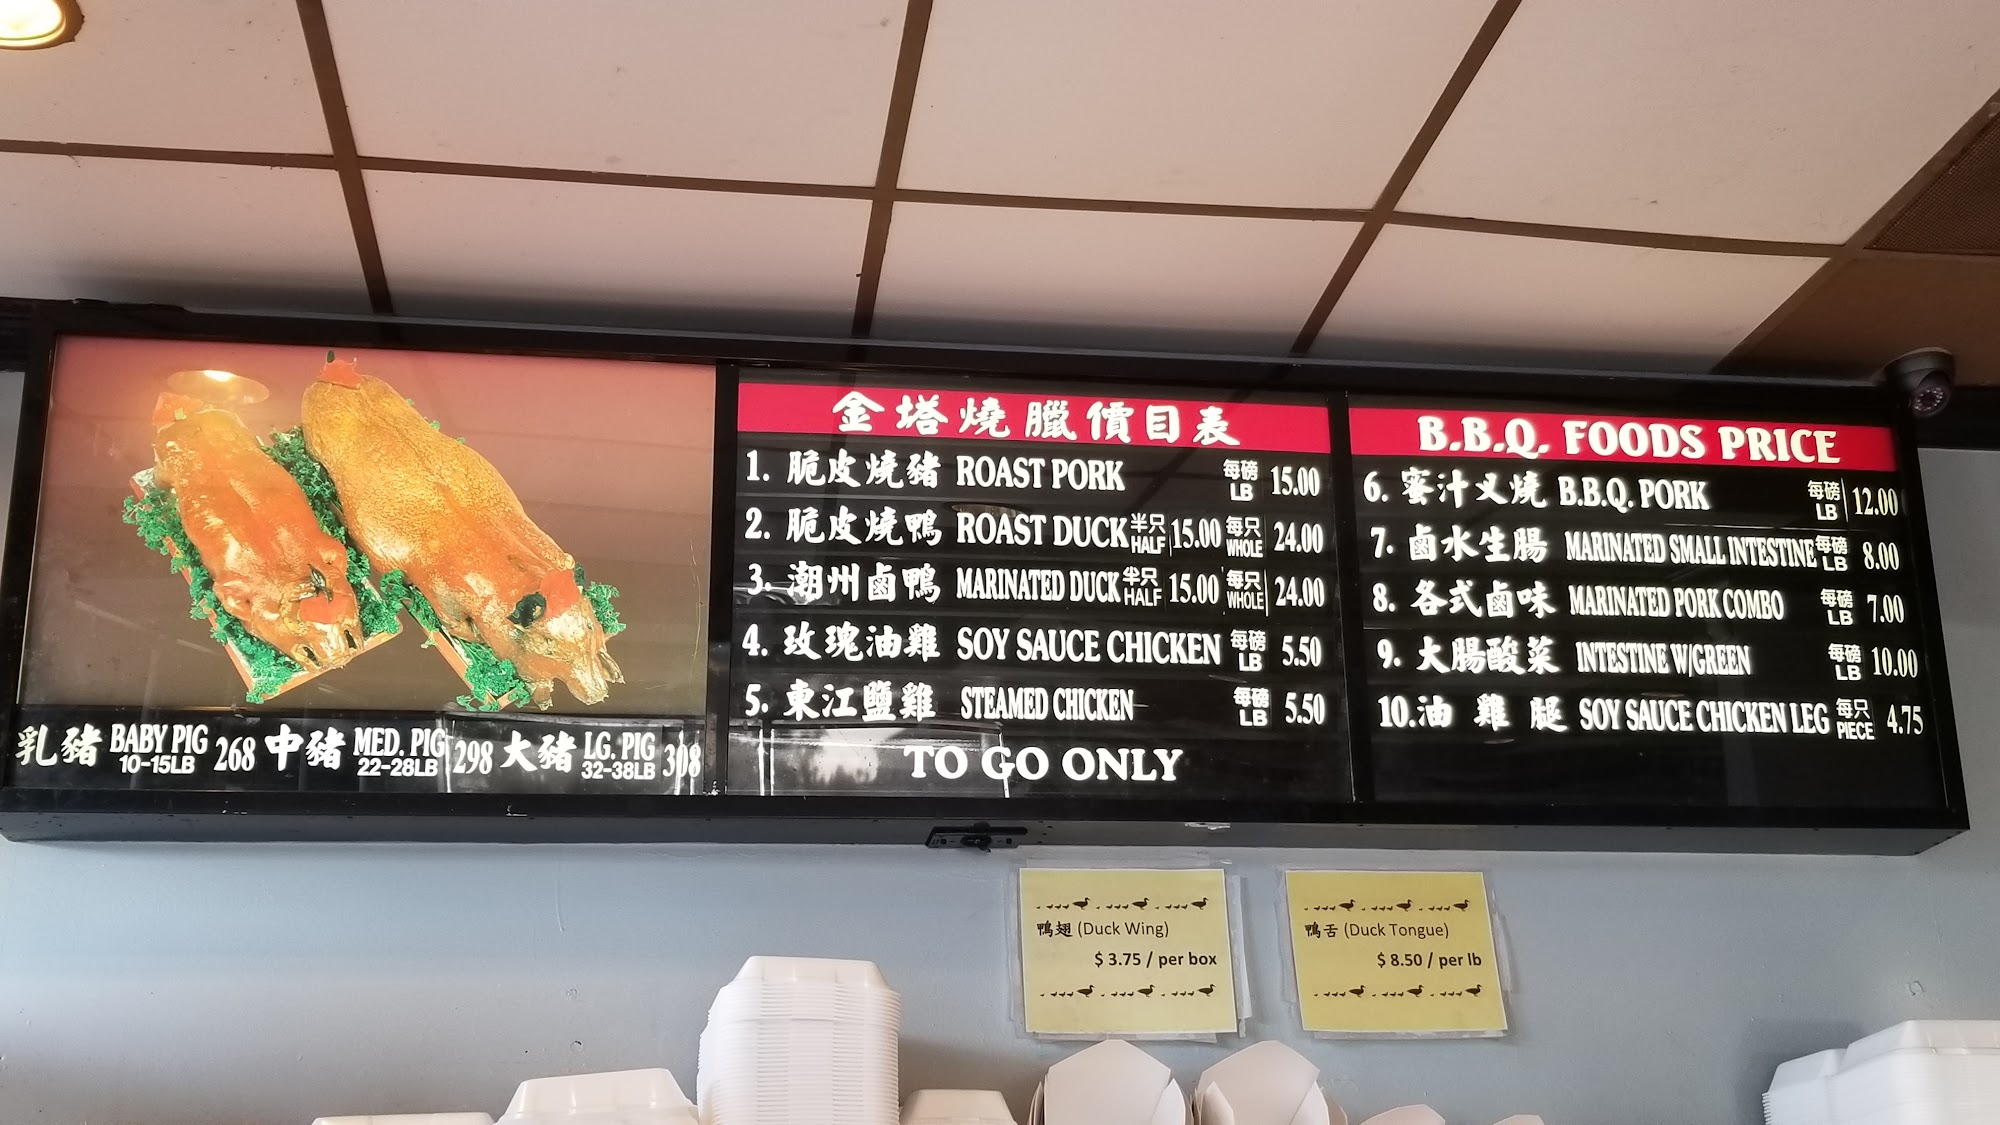 乳豬 BABY PIG 10-15LB 268 中豬 MED. PIG 22-28LB 298 大豬 LG. PIG 32-38LB 308
金塔燒臘價目表
1. 脆皮燒豬 ROAST PORK 每磅 LB 15.00
2. 脆皮燒鴨 ROAST DUCK 半只 HALF 15.00 每只 WHOLE 24.00
3. 潮州鹵鴨 MARINATED DUCK 半只 HALF 15.00 每只 WHOLE 24.00
4. 玫瑰油雞 SOY SAUCE CHICKEN 每磅 LB 5.50
5. 東江鹽雞 STEAMED CHICKEN 每磅 LB 5.50
TO GO ONLY
B.B.Q. FOODS PRICE
6. 蜜汁叉燒 B.B.Q. PORK 每磅 LB 12.00
7. 鹵水生腸 MARINATED SMALL INTESTINE 每磅 LB 8.00
8. 各式鹵味 MARINATED PORK COMBO 每磅 LB 7.00
9. 大腸酸菜 INTESTINE W/GREEN 每磅 LB 10.00
10. 油雞腿 SOY SAUCE CHICKEN LEG 每只 PIECE 4.75
鴨翅 (Duck Wing)
$ 3.75 / per box
鴨舌 (Duck Tongue)
$ 8.50 / per lb